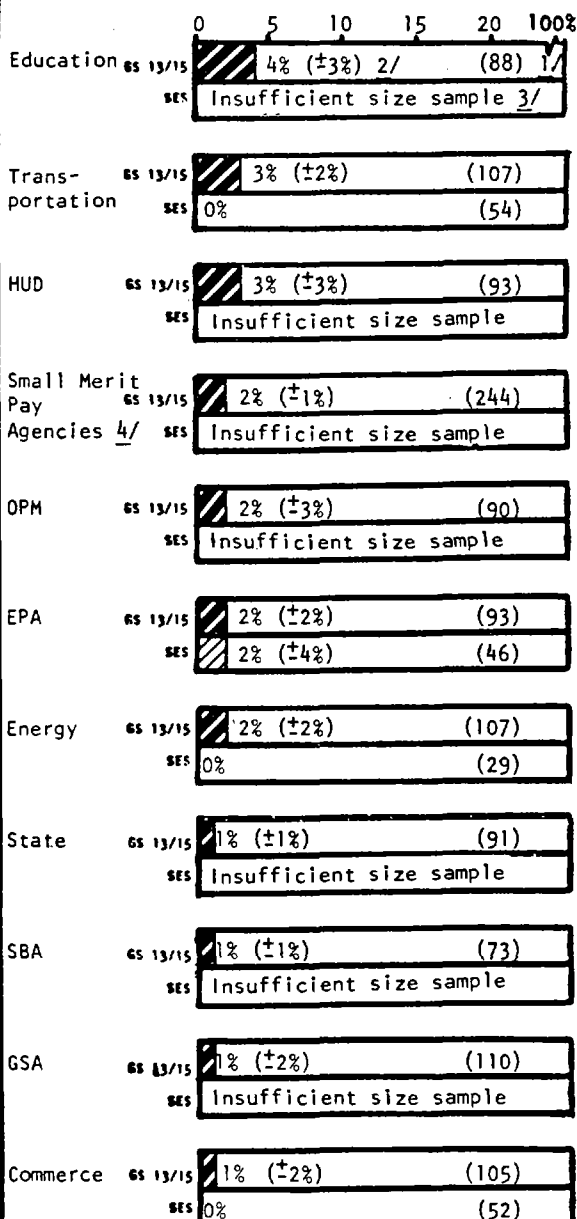 0 5 10 15 20 100%
Education GS 13/15 4% (±3%) 2/ (88) 1/
SES Insufficient size sample 3/
Trans- GS 13/15 3% (±2%) (107)
portation SES 0% (54)
HUD GS 13/15 3% (±3%) (93)
SES Insufficient size sample
Small Merit
Pay GS 13/15 2% (±1%) (244)
Agencies 4/ SES Insufficient size sample
OPM GS 13/15 2% (±3%) (90)
SES Insufficient size sample
EPA GS 13/15 2% (±2%) (93)
SES 2% (±4%) (46)
Energy GS 13/15 2% (±2%) (107)
SES 0% (29)
State GS 13/15 1% (±1%) (91)
SES Insufficient size sample
SBA GS 13/15 1% (±1%) (73)
SES Insufficient size sample
GSA GS 13/15 1% (±2%) (110)
SES Insufficient size sample
Commerce GS 13/15 1% (±2%) (105)
SES 0% (52)